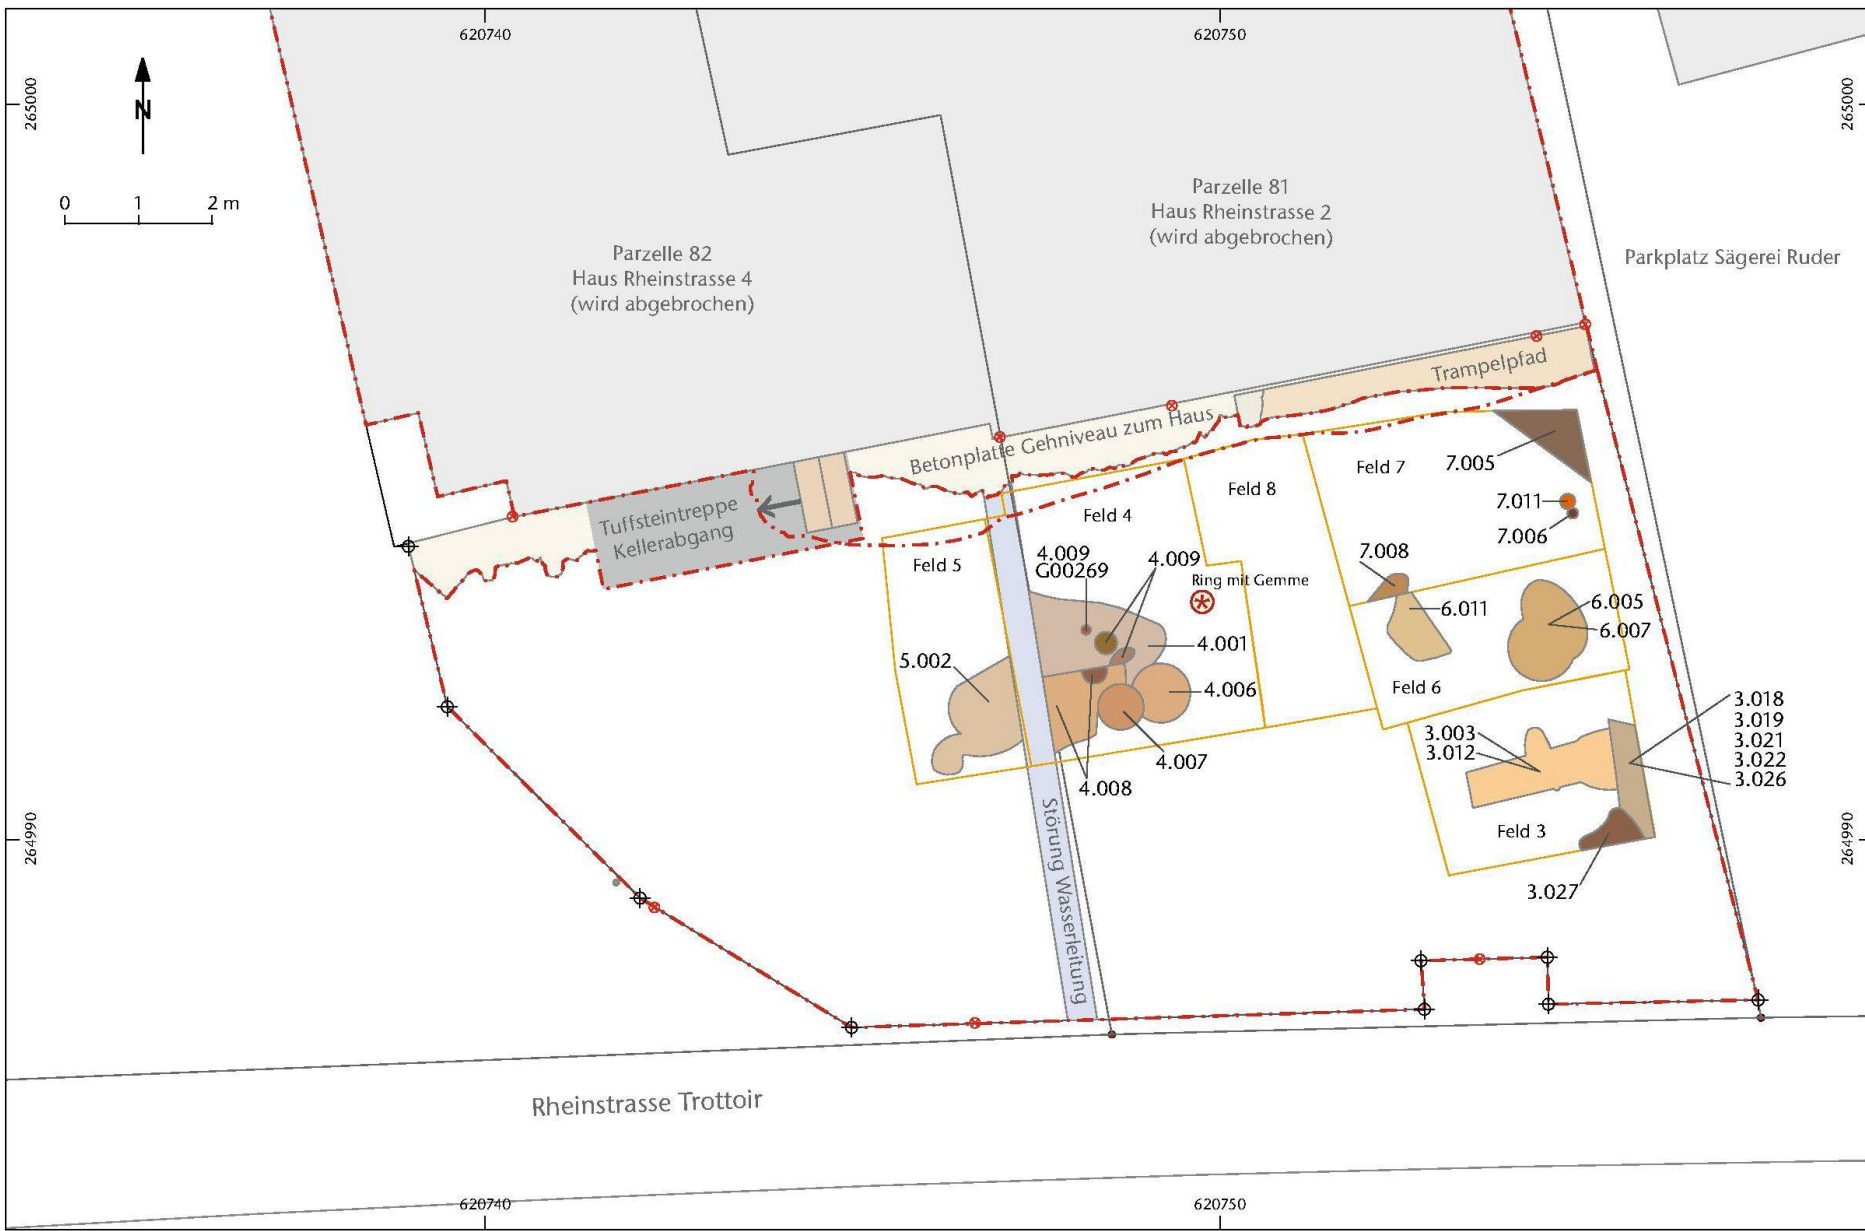 620740
620750
265000
265000
N
0 1 2 m
Parzelle 81
Haus Rheinstrasse 2
(wird abgebrochen)
Parzelle 82
Haus Rheinstrasse 4
(wird abgebrochen)
Parkplatz Sägerei Ruder
Trampelpfad
Betonplatte Gehniveau zum Haus
Tuffsteintreppe
Kellerabgang
Feld 7
7.005
Feld 8
7.011
7.006
Feld 4
Feld 5
4.009
G00269
4.009
Ring mit Gemme
7.008
6.011
6.005
6.007
4.001
5.002
4.006
Feld 6
4.007
4.008
3.003
3.012
3.018
3.019
3.021
3.022
3.026
Feld 3
3.027
264990
264990
Störung Wasserleitung
Rheinstrasse Trottoir
620740
620750